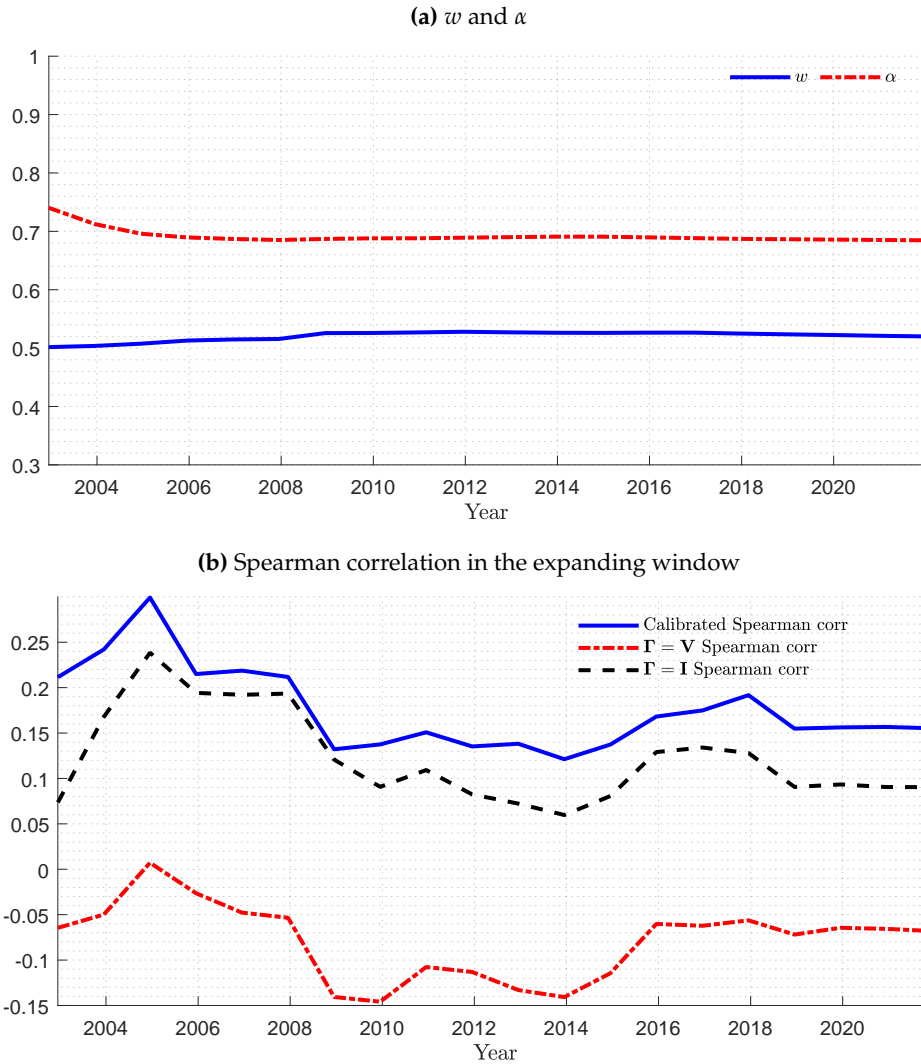 (a) w and α
1
0.9
0.8
0.7
0.6
0.5
0.4
0.3
w α
2004 2006 2008 2010 2012 2014 2016 2018 2020
Year
(b) Spearman correlation in the expanding window
0.25
0.2
0.15
0.1
0.05
0
-0.05
-0.1
-0.15
Calibrated Spearman corr
Γ = V Spearman corr
Γ = I Spearman corr
2004 2006 2008 2010 2012 2014 2016 2018 2020
Year